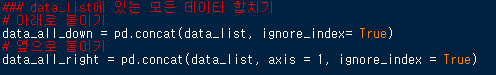 ### data_list에 있는 모든 데이터 합치기
# 아래로 붙이기
data_all_down = pd.concat(data_list, ignore_index= True)
# 옆으로 붙이기
data_all_right = pd.concat(data_list, axis = 1, ignore_index = True)